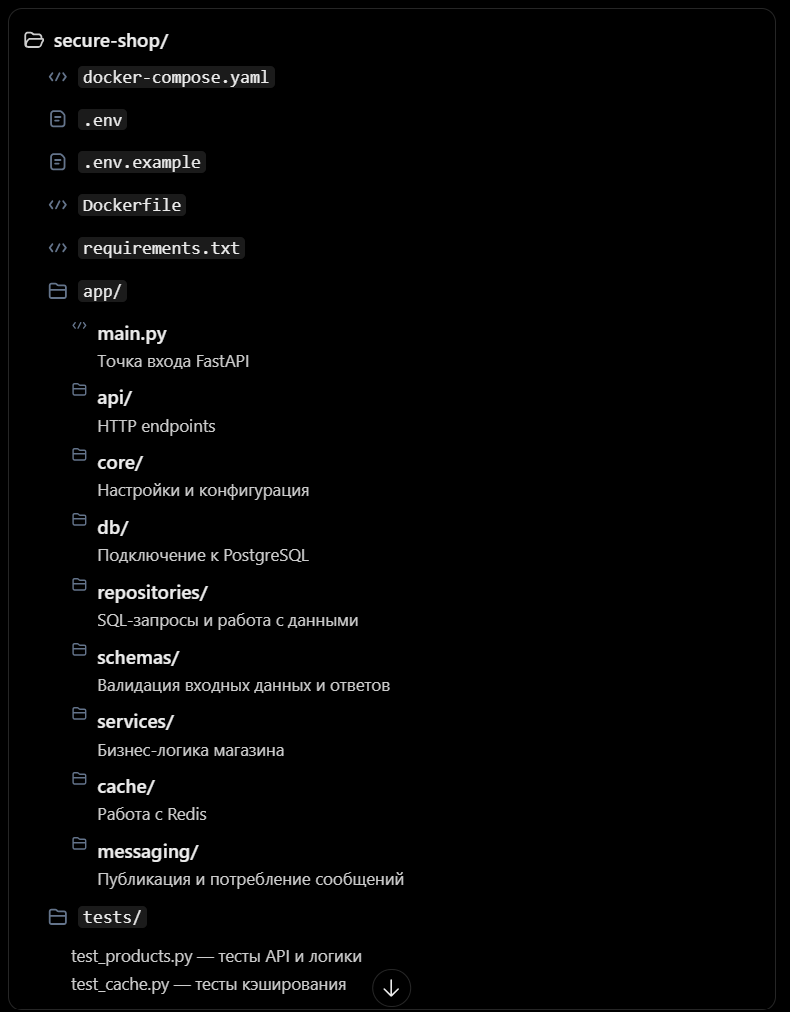 secure-shop/
docker-compose.yaml
.env
.env.example
Dockerfile
requirements.txt
app/
main.py
Точка входа FastAPI
api/
HTTP endpoints
core/
Настройки и конфигурация
db/
Подключение к PostgreSQL
repositories/
SQL-запросы и работа с данными
schemas/
Валидация входных данных и ответов
services/
Бизнес-логика магазина
cache/
Работа с Redis
messaging/
Публикация и потребление сообщений
tests/
test_products.py — тесты API и логики
test_cache.py — тесты кэширования